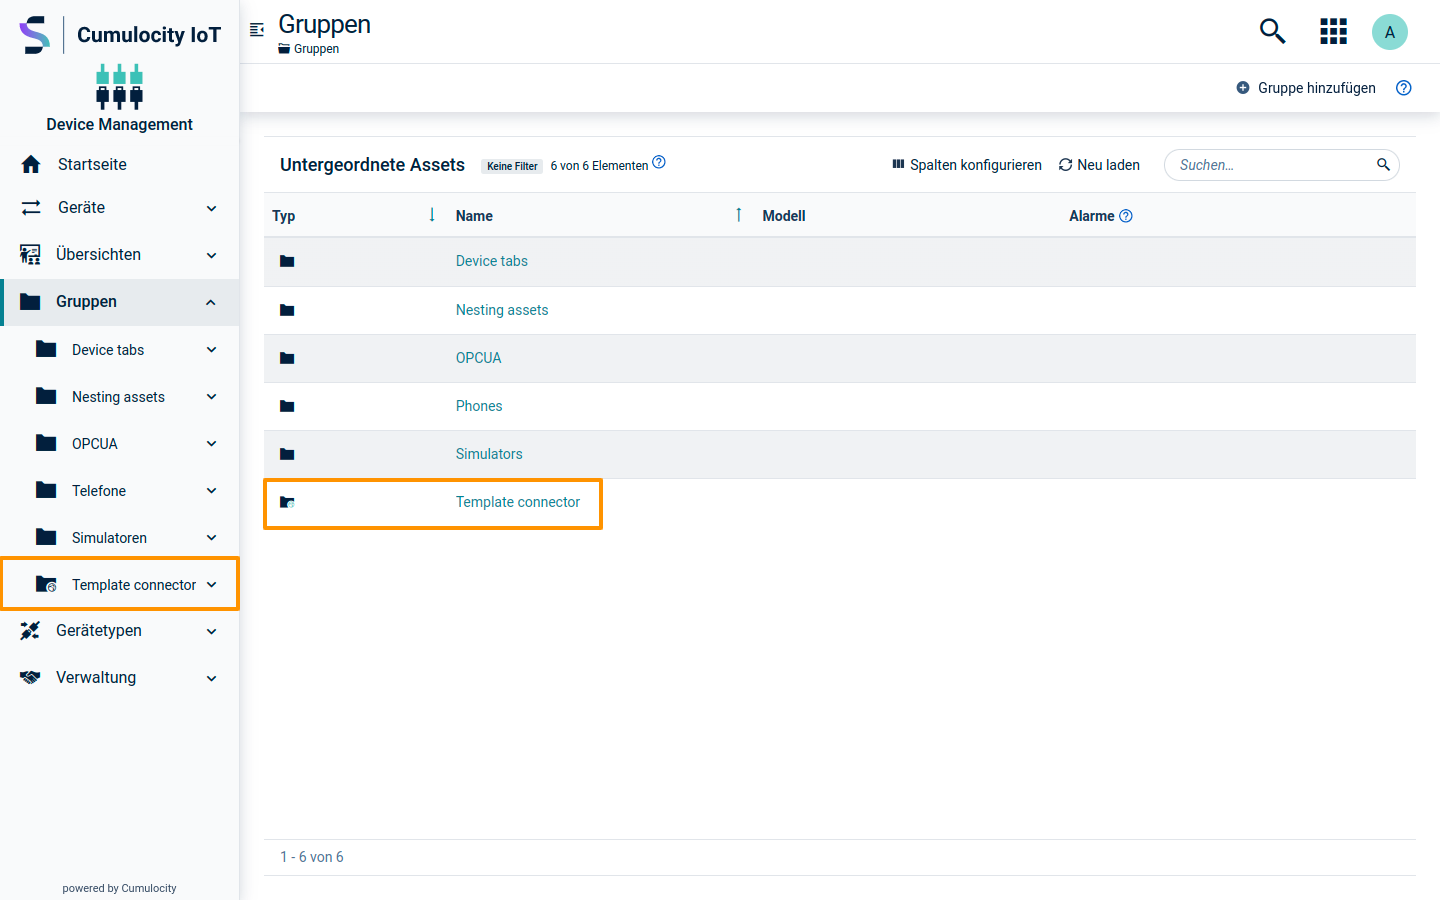 Cumulocity IoT
Device Management
Startseite
Geräte
Übersichten
Gruppen
Device tabs
Nesting assets
OPCUA
Telefone
Simulatoren
Template connector
Gerätetypen
Verwaltung
powered by Cumulocity
Gruppen
Gruppen
A
Gruppe hinzufügen
Untergeordnete Assets Keine Filter 6 von 6 Elementen
Spalten konfigurieren Neu laden Suchen...
Typ Name Modell Alarme
Device tabs
Nesting assets
OPCUA
Phones
Simulators
Template connector
1 - 6 von 6